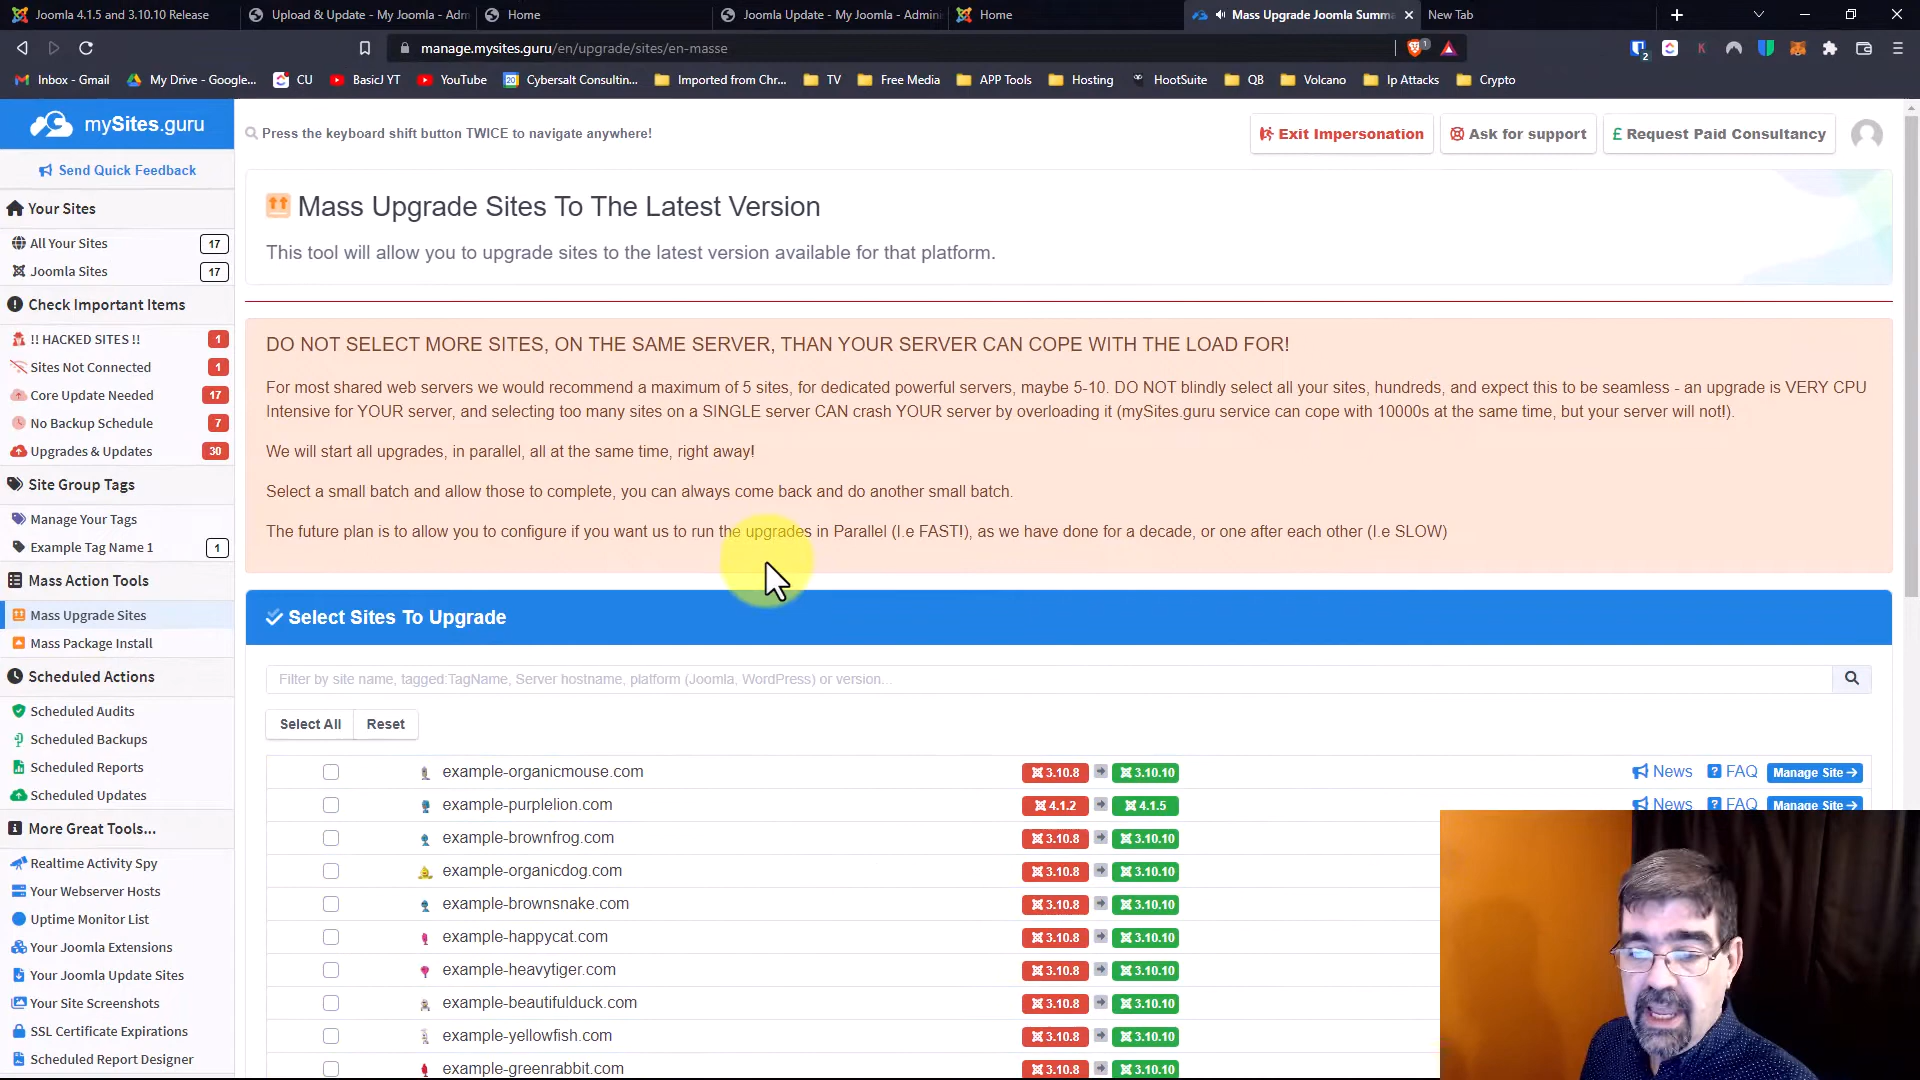 Joomla 4.1.5 and 3.10.10 Release
Upload & Update - My Joomla - Adm
Home
Joomla Update - My Joomla - Admini
Home
Mass Upgrade Joomla Summ
New Tab
manage.mysites.guru/en/upgrade/sites/en-masse
Inbox - Gmail
My Drive - Google...
CU
BasicJ YT
YouTube
Cybersalt Consultin...
Imported from Chr...
TV
Free Media
APP Tools
Hosting
HootSuite
QB
Volcano
Ip Attacks
Crypto
mySites.guru
Press the keyboard shift button TWICE to navigate anywhere!
Exit Impersonation
Ask for support
£ Request Paid Consultancy
Send Quick Feedback
Your Sites
All Your Sites 17
Joomla Sites 17
Check Important Items
!! HACKED SITES !! 1
Sites Not Connected 1
Core Update Needed 17
No Backup Schedule 7
Upgrades & Updates 30
Site Group Tags
Manage Your Tags
Example Tag Name 1 1
Mass Action Tools
Mass Upgrade Sites
Mass Package Install
Scheduled Actions
Scheduled Audits
Scheduled Backups
Scheduled Reports
Scheduled Updates
More Great Tools...
Realtime Activity Spy
Your Webserver Hosts
Uptime Monitor List
Your Joomla Extensions
Your Joomla Update Sites
Your Site Screenshots
SSL Certificate Expirations
Scheduled Report Designer
Mass Upgrade Sites To The Latest Version
This tool will allow you to upgrade sites to the latest version available for that platform.
DO NOT SELECT MORE SITES, ON THE SAME SERVER, THAN YOUR SERVER CAN COPE WITH THE LOAD FOR!
For most shared web servers we would recommend a maximum of 5 sites, for dedicated powerful servers, maybe 5-10. DO NOT blindly select all your sites, hundreds, and expect this to be seamless - an upgrade is VERY CPU
Intensive for YOUR server, and selecting too many sites on a SINGLE server CAN crash YOUR server by overloading it (mySites.guru service can cope with 10000s at the same time, but your server will not!).
We will start all upgrades, in parallel, all at the same time, right away!
Select a small batch and allow those to complete, you can always come back and do another small batch.
The future plan is to allow you to configure if you want us to run the upgrades in Parallel (I.e FAST!), as we have done for a decade, or one after each other (I.e SLOW)
Select Sites To Upgrade
Filter by site name, tagged:TagName, Server hostname, platform (Joomla, WordPress) or version...
Select All
Reset
example-organicmouse.com 3.10.8 3.10.10 News FAQ Manage Site
example-purplelion.com 4.1.2 4.1.5 News FAQ Manage Site
example-brownfrog.com 3.10.8 3.10.10
example-organicdog.com 3.10.8 3.10.10
example-brownsnake.com 3.10.8 3.10.10
example-happycat.com 3.10.8 3.10.10
example-heavytiger.com 3.10.8 3.10.10
example-beautifulduck.com 3.10.8 3.10.10
example-yellowfish.com 3.10.8 3.10.10
example-greenrabbit.com 3.10.8 3.10.10